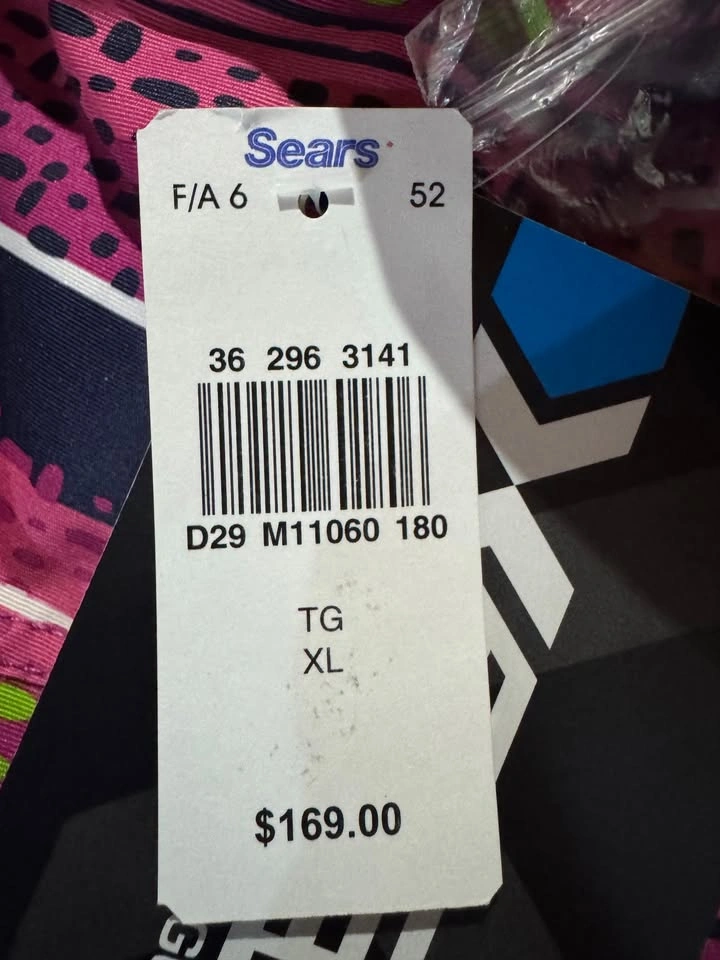 Sears
F/A 6 52
36 296 3141
D29 M11060 180
TG
XL
$169.00